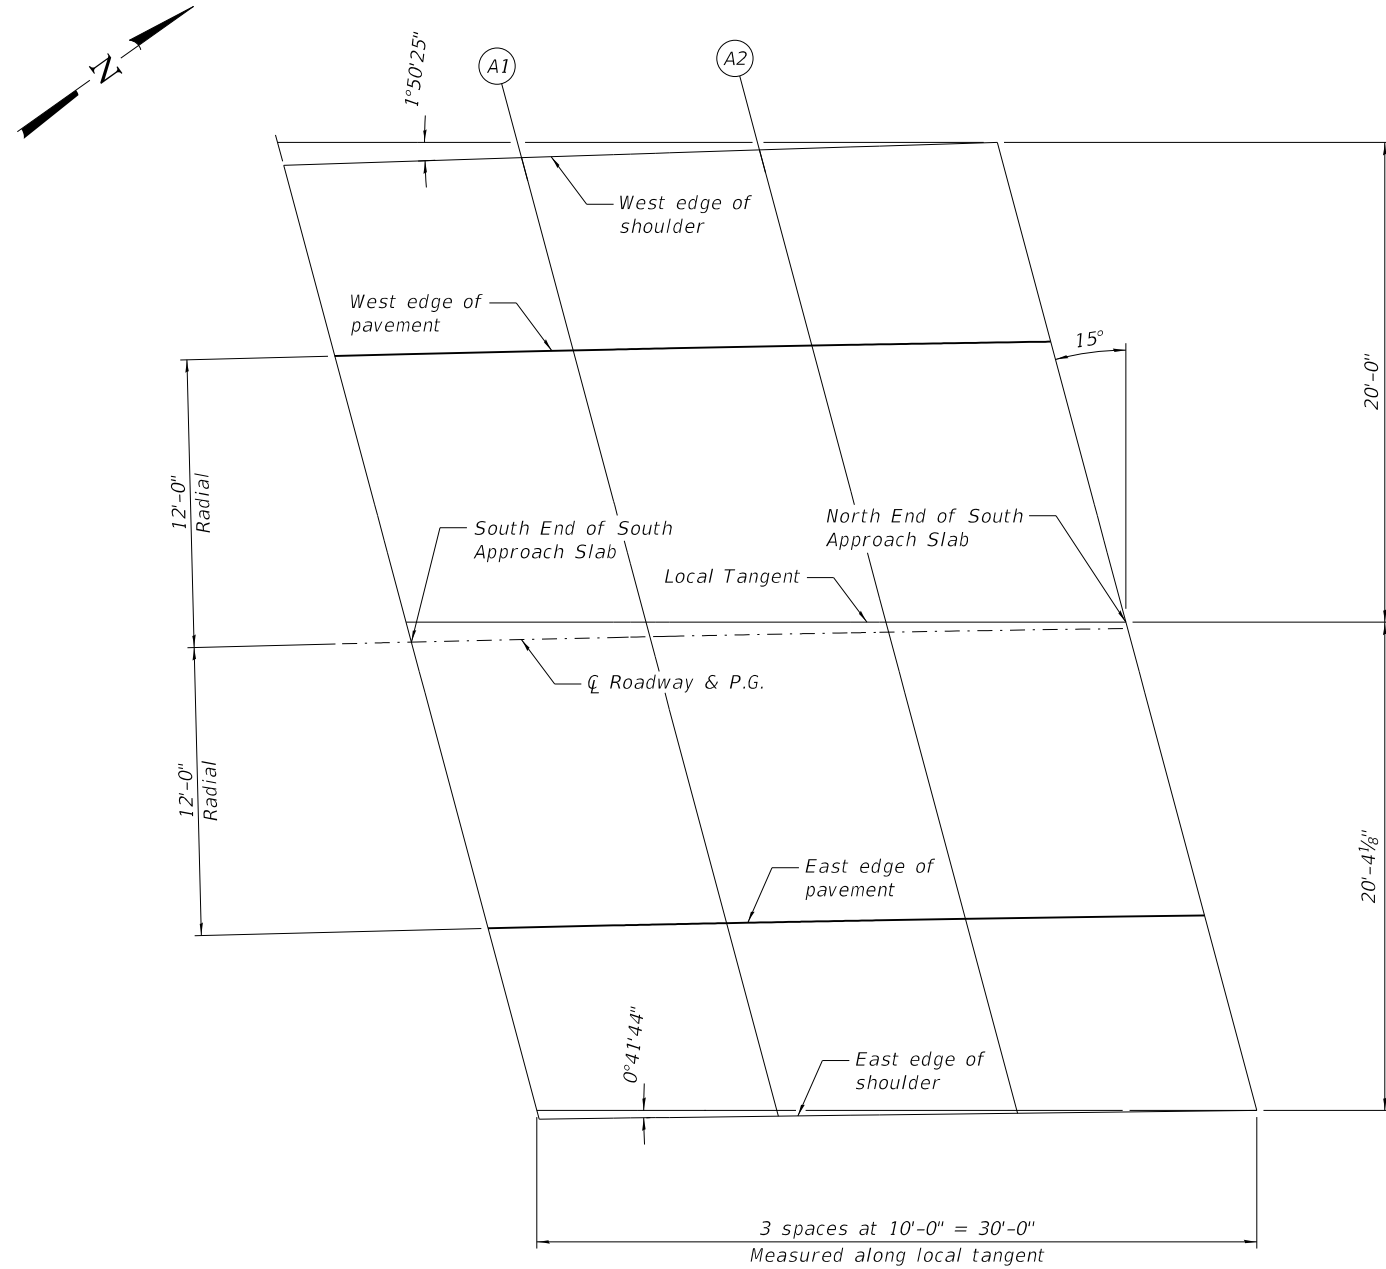 N
A1
A2
1°50'25"
West edge of
shoulder
West edge of
pavement
15°
20'-0"
12'-0"
Radial
South End of South
Approach Slab
North End of South
Approach Slab
Local Tangent
℄ Roadway & P.G.
12'-0"
Radial
East edge of
pavement
20'-4⅛"
0°41'44"
East edge of
shoulder
3 spaces at 10'-0" = 30'-0"
Measured along local tangent